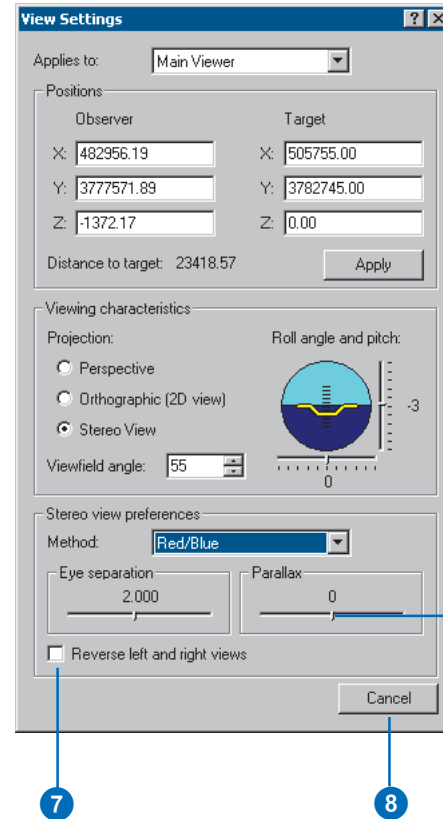 View Settings ? X
Applies to: Main Viewer
Positions
Observer Target
X: 482956.19 X: 505755.00
Y: 3777571.89 Y: 3782745.00
Z: -1372.17 Z: 0.00
Distance to target: 23418.57 Apply
Viewing characteristics
Projection: Roll angle and pitch:
Perspective
Orthographic (2D view)
Stereo View
-3
Viewfield angle: 55
0
Stereo view preferences
Method: Red/Blue
Eye separation Parallax
2.000 0
Reverse left and right views
Cancel
7 8